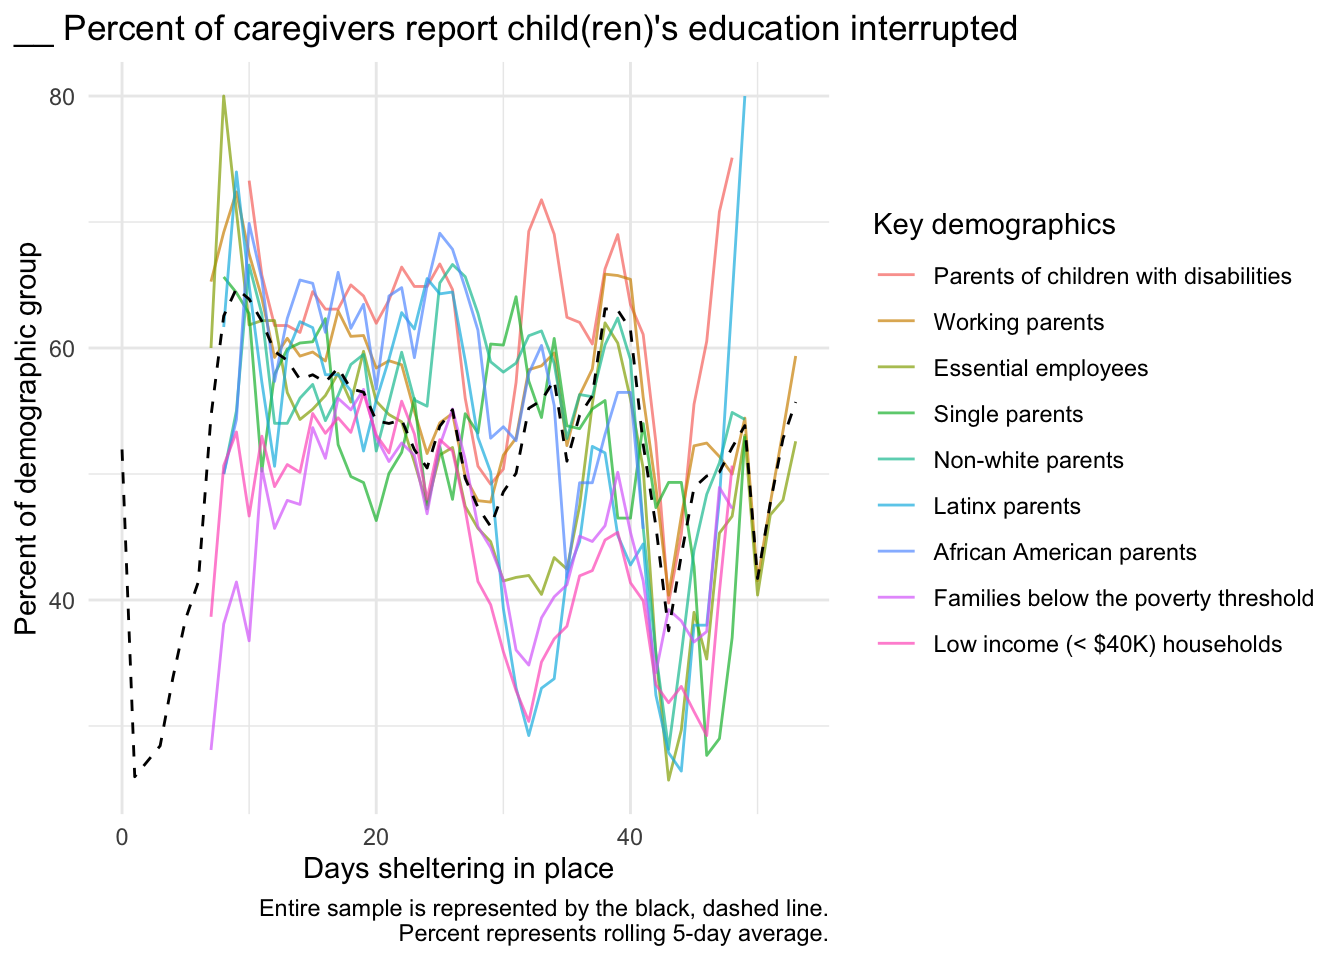 __ Percent of caregivers report child(ren)'s education interrupted
Percent of demographic group
80
60
40
0
20
40
Days sheltering in place
Entire sample is represented by the black, dashed line.
Percent represents rolling 5-day average.
Key demographics
Parents of children with disabilities
Working parents
Essential employees
Single parents
Non-white parents
Latinx parents
African American parents
Families below the poverty threshold
Low income (< $40K) households